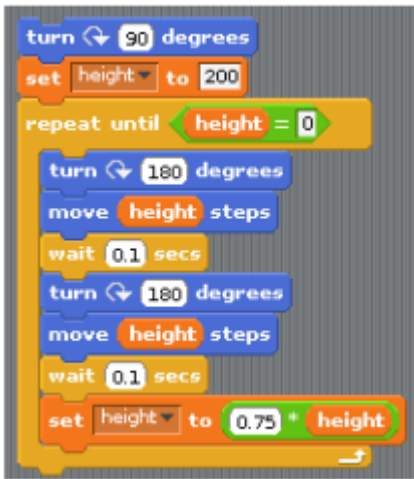 turn 90 degrees
set height to 200
repeat until height = 0
turn 180 degrees
move height steps
wait 0.1 secs
turn 180 degrees
move height steps
wait 0.1 secs
set height to 0.75 * height